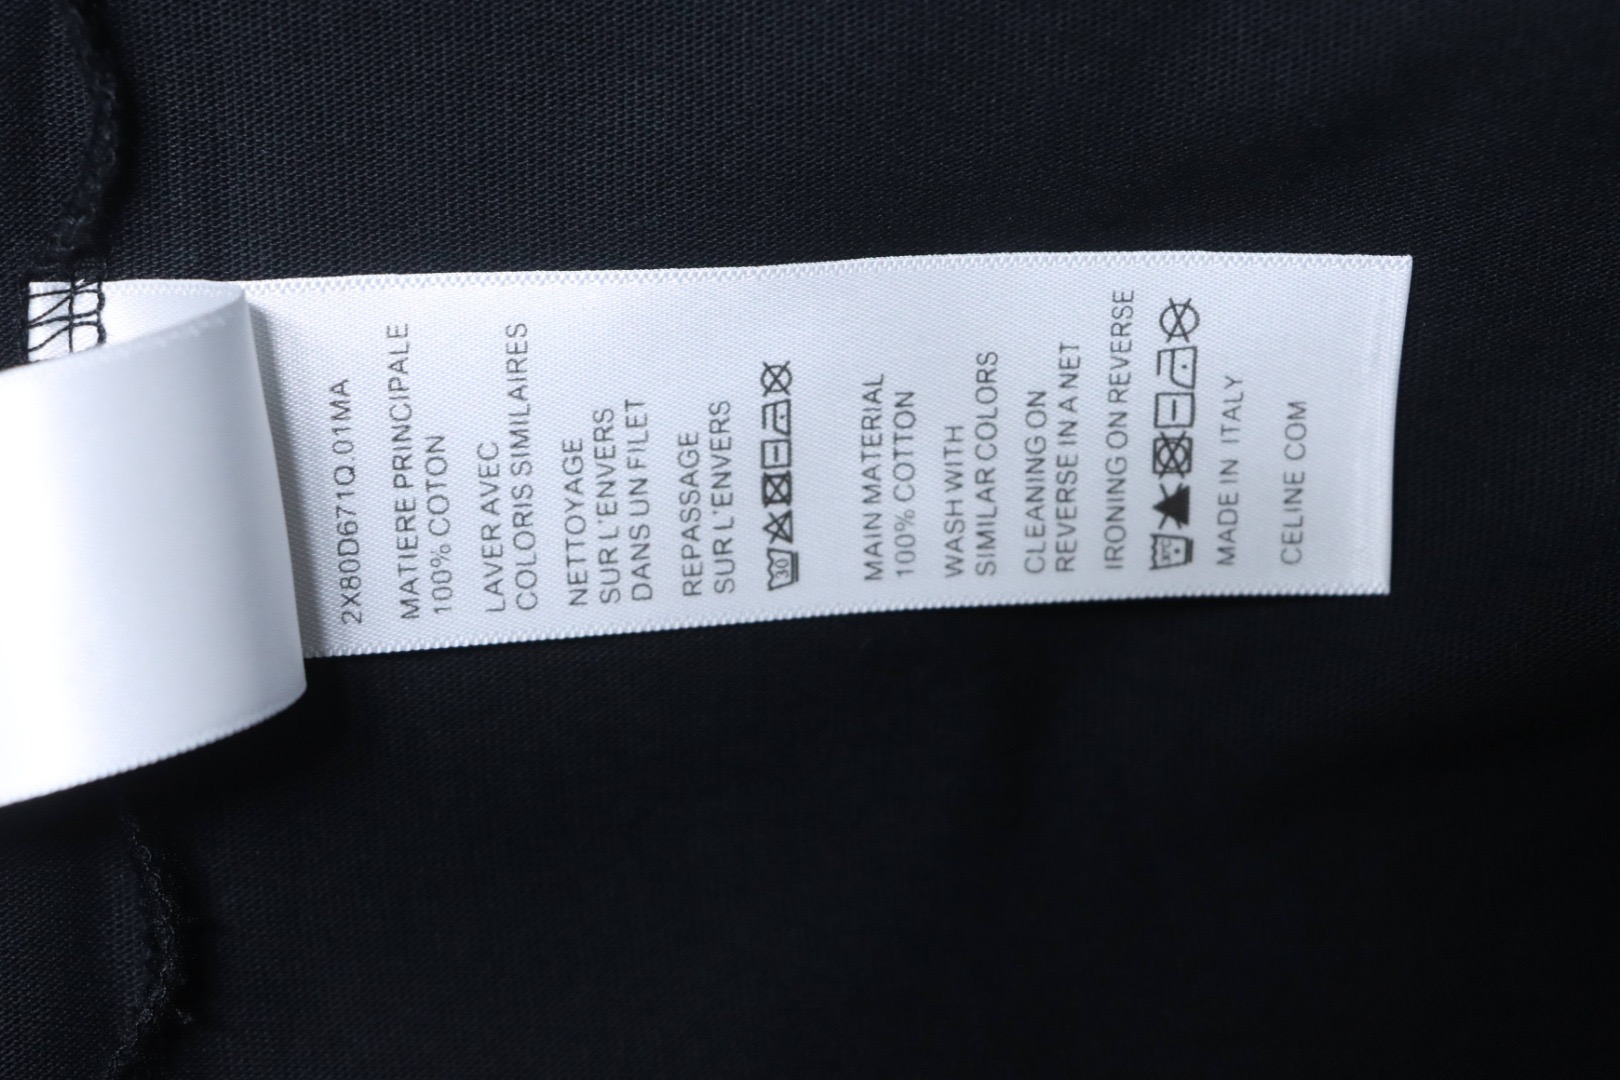 2X80D671Q.01MA
MATIERE PRINCIPALE
100% COTON
LAVER AVEC
COLORIS SIMILAIRES
NETTOYAGE
SUR L'ENVERS
DANS UN FILET
REPASSAGE
SUR L'ENVERS
30
MAIN MATERIAL
100% COTTON
WASH WITH
SIMILAR COLORS
CLEANING ON
REVERSE IN A NET
IRONING ON REVERSE
MADE IN ITALY
CELINE COM